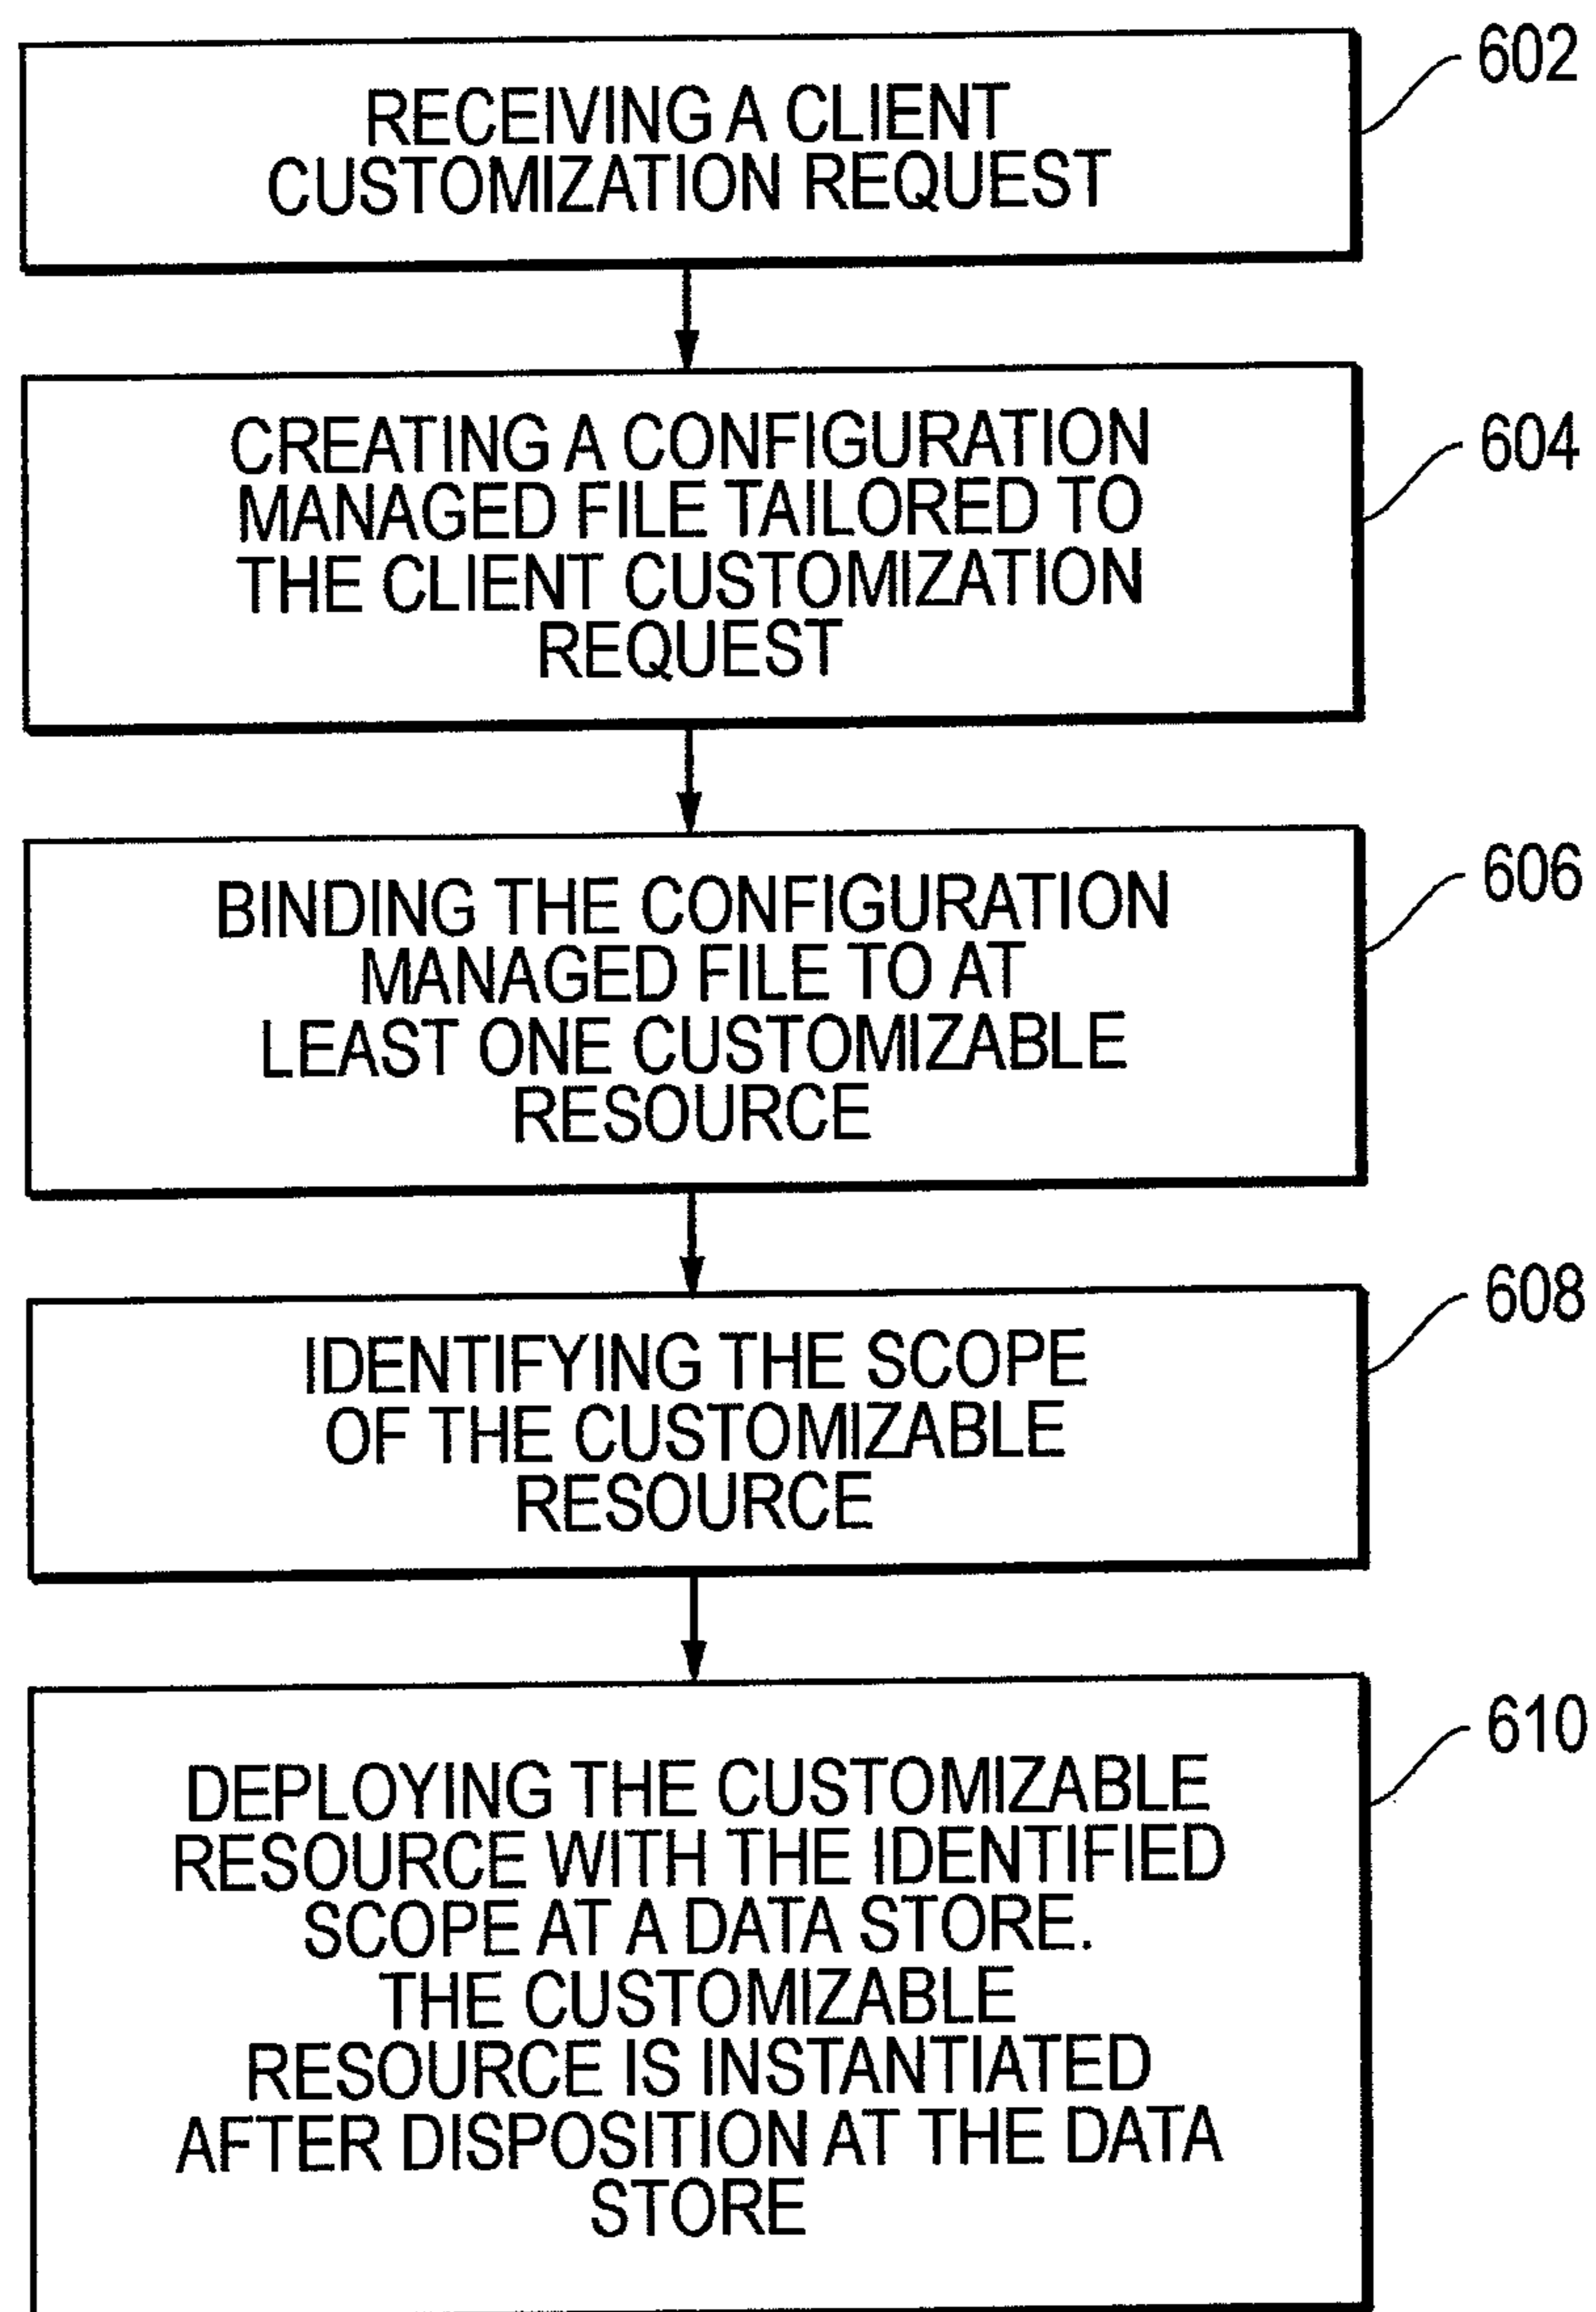 602
RECEIVING A CLIENT
CUSTOMIZATION REQUEST
604
CREATING A CONFIGURATION
MANAGED FILE TAILORED TO
THE CLIENT CUSTOMIZATION
REQUEST
606
BINDING THE CONFIGURATION
MANAGED FILE TO AT
LEAST ONE CUSTOMIZABLE
RESOURCE
608
IDENTIFYING THE SCOPE
OF THE CUSTOMIZABLE
RESOURCE
610
DEPLOYING THE CUSTOMIZABLE
RESOURCE WITH THE IDENTIFIED
SCOPE AT A DATA STORE.
THE CUSTOMIZABLE
RESOURCE IS INSTANTIATED
AFTER DISPOSITION AT THE DATA
STORE